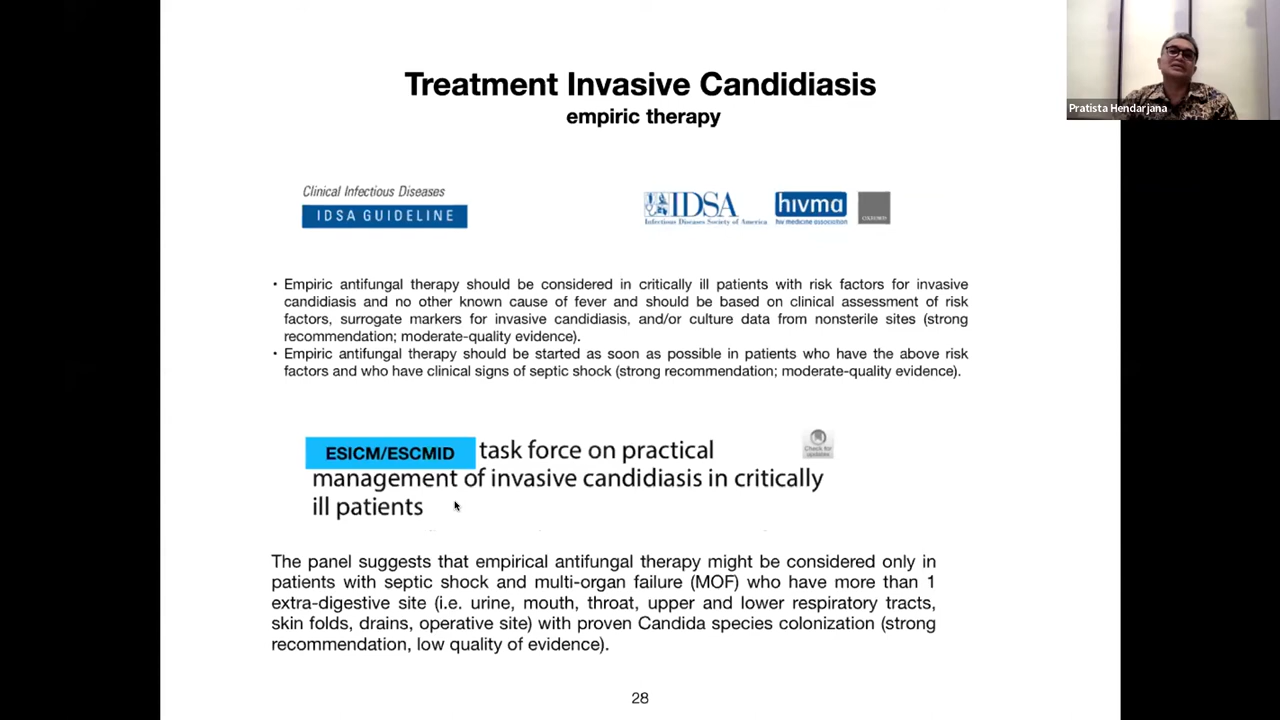 Treatment Invasive Candidiasis
empiric therapy
Pratista Hendarjana
Clinical Infectious Diseases
IDSA GUIDELINE
IDSA
Infectious Diseases Society of America
hivma
hiv medicine association
OXFORD
• Empiric antifungal therapy should be considered in critically ill patients with risk factors for invasive
candidiasis and no other known cause of fever and should be based on clinical assessment of risk
factors, surrogate markers for invasive candidiasis, and/or culture data from nonsterile sites (strong
recommendation; moderate-quality evidence).
• Empiric antifungal therapy should be started as soon as possible in patients who have the above risk
factors and who have clinical signs of septic shock (strong recommendation; moderate-quality evidence).
ESICM/ESCMID task force on practical
management of invasive candidiasis in critically
ill patients
Check for
updates
The panel suggests that empirical antifungal therapy might be considered only in
patients with septic shock and multi-organ failure (MOF) who have more than 1
extra-digestive site (i.e. urine, mouth, throat, upper and lower respiratory tracts,
skin folds, drains, operative site) with proven Candida species colonization (strong
recommendation, low quality of evidence).
28